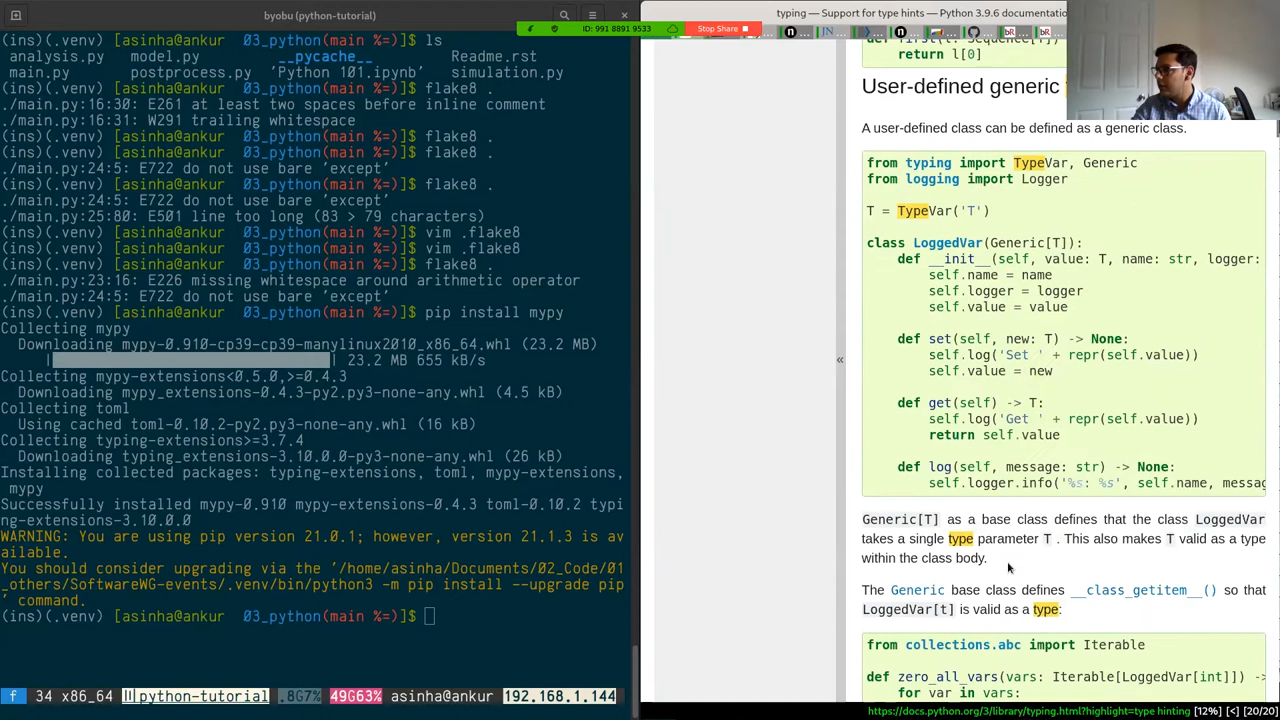 byobu (python-tutorial)
(ins)(.venv) [asinha@ankur  03_python(main %=)]$ ls
analysis.py   model.py        __pycache__   Readme.rst
main.py       postprocess.py  'Python 101.ipynb'   simulation.py
(ins)(.venv) [asinha@ankur  03_python(main %=)]$ flake8 .
./main.py:16:30: E261 at least two spaces before inline comment
./main.py:16:31: W291 trailing whitespace
(ins)(.venv) [asinha@ankur  03_python(main %=)]$ flake8 .
(ins)(.venv) [asinha@ankur  03_python(main %=)]$ flake8 .
./main.py:24:5: E722 do not use bare 'except'
(ins)(.venv) [asinha@ankur  03_python(main %=)]$ flake8 .
./main.py:24:5: E722 do not use bare 'except'
./main.py:25:80: E501 line too long (83 > 79 characters)
(ins)(.venv) [asinha@ankur  03_python(main %=)]$ vim .flake8
(ins)(.venv) [asinha@ankur  03_python(main %=)]$ vim .flake8
(ins)(.venv) [asinha@ankur  03_python(main %=)]$ flake8 .
./main.py:23:16: E226 missing whitespace around arithmetic operator
./main.py:24:5: E722 do not use bare 'except'
(ins)(.venv) [asinha@ankur  03_python(main %=)]$ pip install mypy
Collecting mypy
  Downloading mypy-0.910-cp39-cp39-manylinux2010_x86_64.whl (23.2 MB)
     | | 23.2 MB 655 kB/s
Collecting mypy-extensions<0.5.0,>=0.4.3
  Downloading mypy_extensions-0.4.3-py2.py3-none-any.whl (4.5 kB)
Collecting toml
  Using cached toml-0.10.2-py2.py3-none-any.whl (16 kB)
Collecting typing-extensions>=3.7.4
  Downloading typing_extensions-3.10.0.0-py3-none-any.whl (26 kB)
Installing collected packages: typing-extensions, toml, mypy-extensions,
 mypy
Successfully installed mypy-0.910 mypy-extensions-0.4.3 toml-0.10.2 typi
ng-extensions-3.10.0.0
WARNING: You are using pip version 21.0.1; however, version 21.1.3 is av
ailable.
You should consider upgrading via the '/home/asinha/Documents/02_Code/01
_others/SoftwareWG-events/.venv/bin/python3 -m pip install --upgrade pip
' command.
(ins)(.venv) [asinha@ankur  03_python(main %=)]$
f  34 x86_64  python-tutorial  .8G7%  49G63%  asinha@ankur  192.168.1.144
ID: 991 8891 9533  Stop Share
typing — Support for type hints — Python 3.9.6 documentatio
return l[0]
User-defined generic
A user-defined class can be defined as a generic class.
from typing import TypeVar, Generic
from logging import Logger
T = TypeVar('T')
class LoggedVar(Generic[T]):
    def __init__(self, value: T, name: str, logger:
        self.name = name
        self.logger = logger
        self.value = value
    def set(self, new: T) -> None:
        self.log('Set ' + repr(self.value))
        self.value = new
    def get(self) -> T:
        self.log('Get ' + repr(self.value))
        return self.value
    def log(self, message: str) -> None:
        self.logger.info('%s: %s', self.name, messag
Generic[T] as a base class defines that the class LoggedVar
takes a single type parameter T . This also makes T valid as a type
within the class body.
The Generic base class defines __class_getitem__() so that
LoggedVar[t] is valid as a type:
from collections.abc import Iterable
def zero_all_vars(vars: Iterable[LoggedVar[int]]) ->
    for var in vars:
https://docs.python.org/3/library/typing.html?highlight=type hinting [12%] [<] [20/20]
«